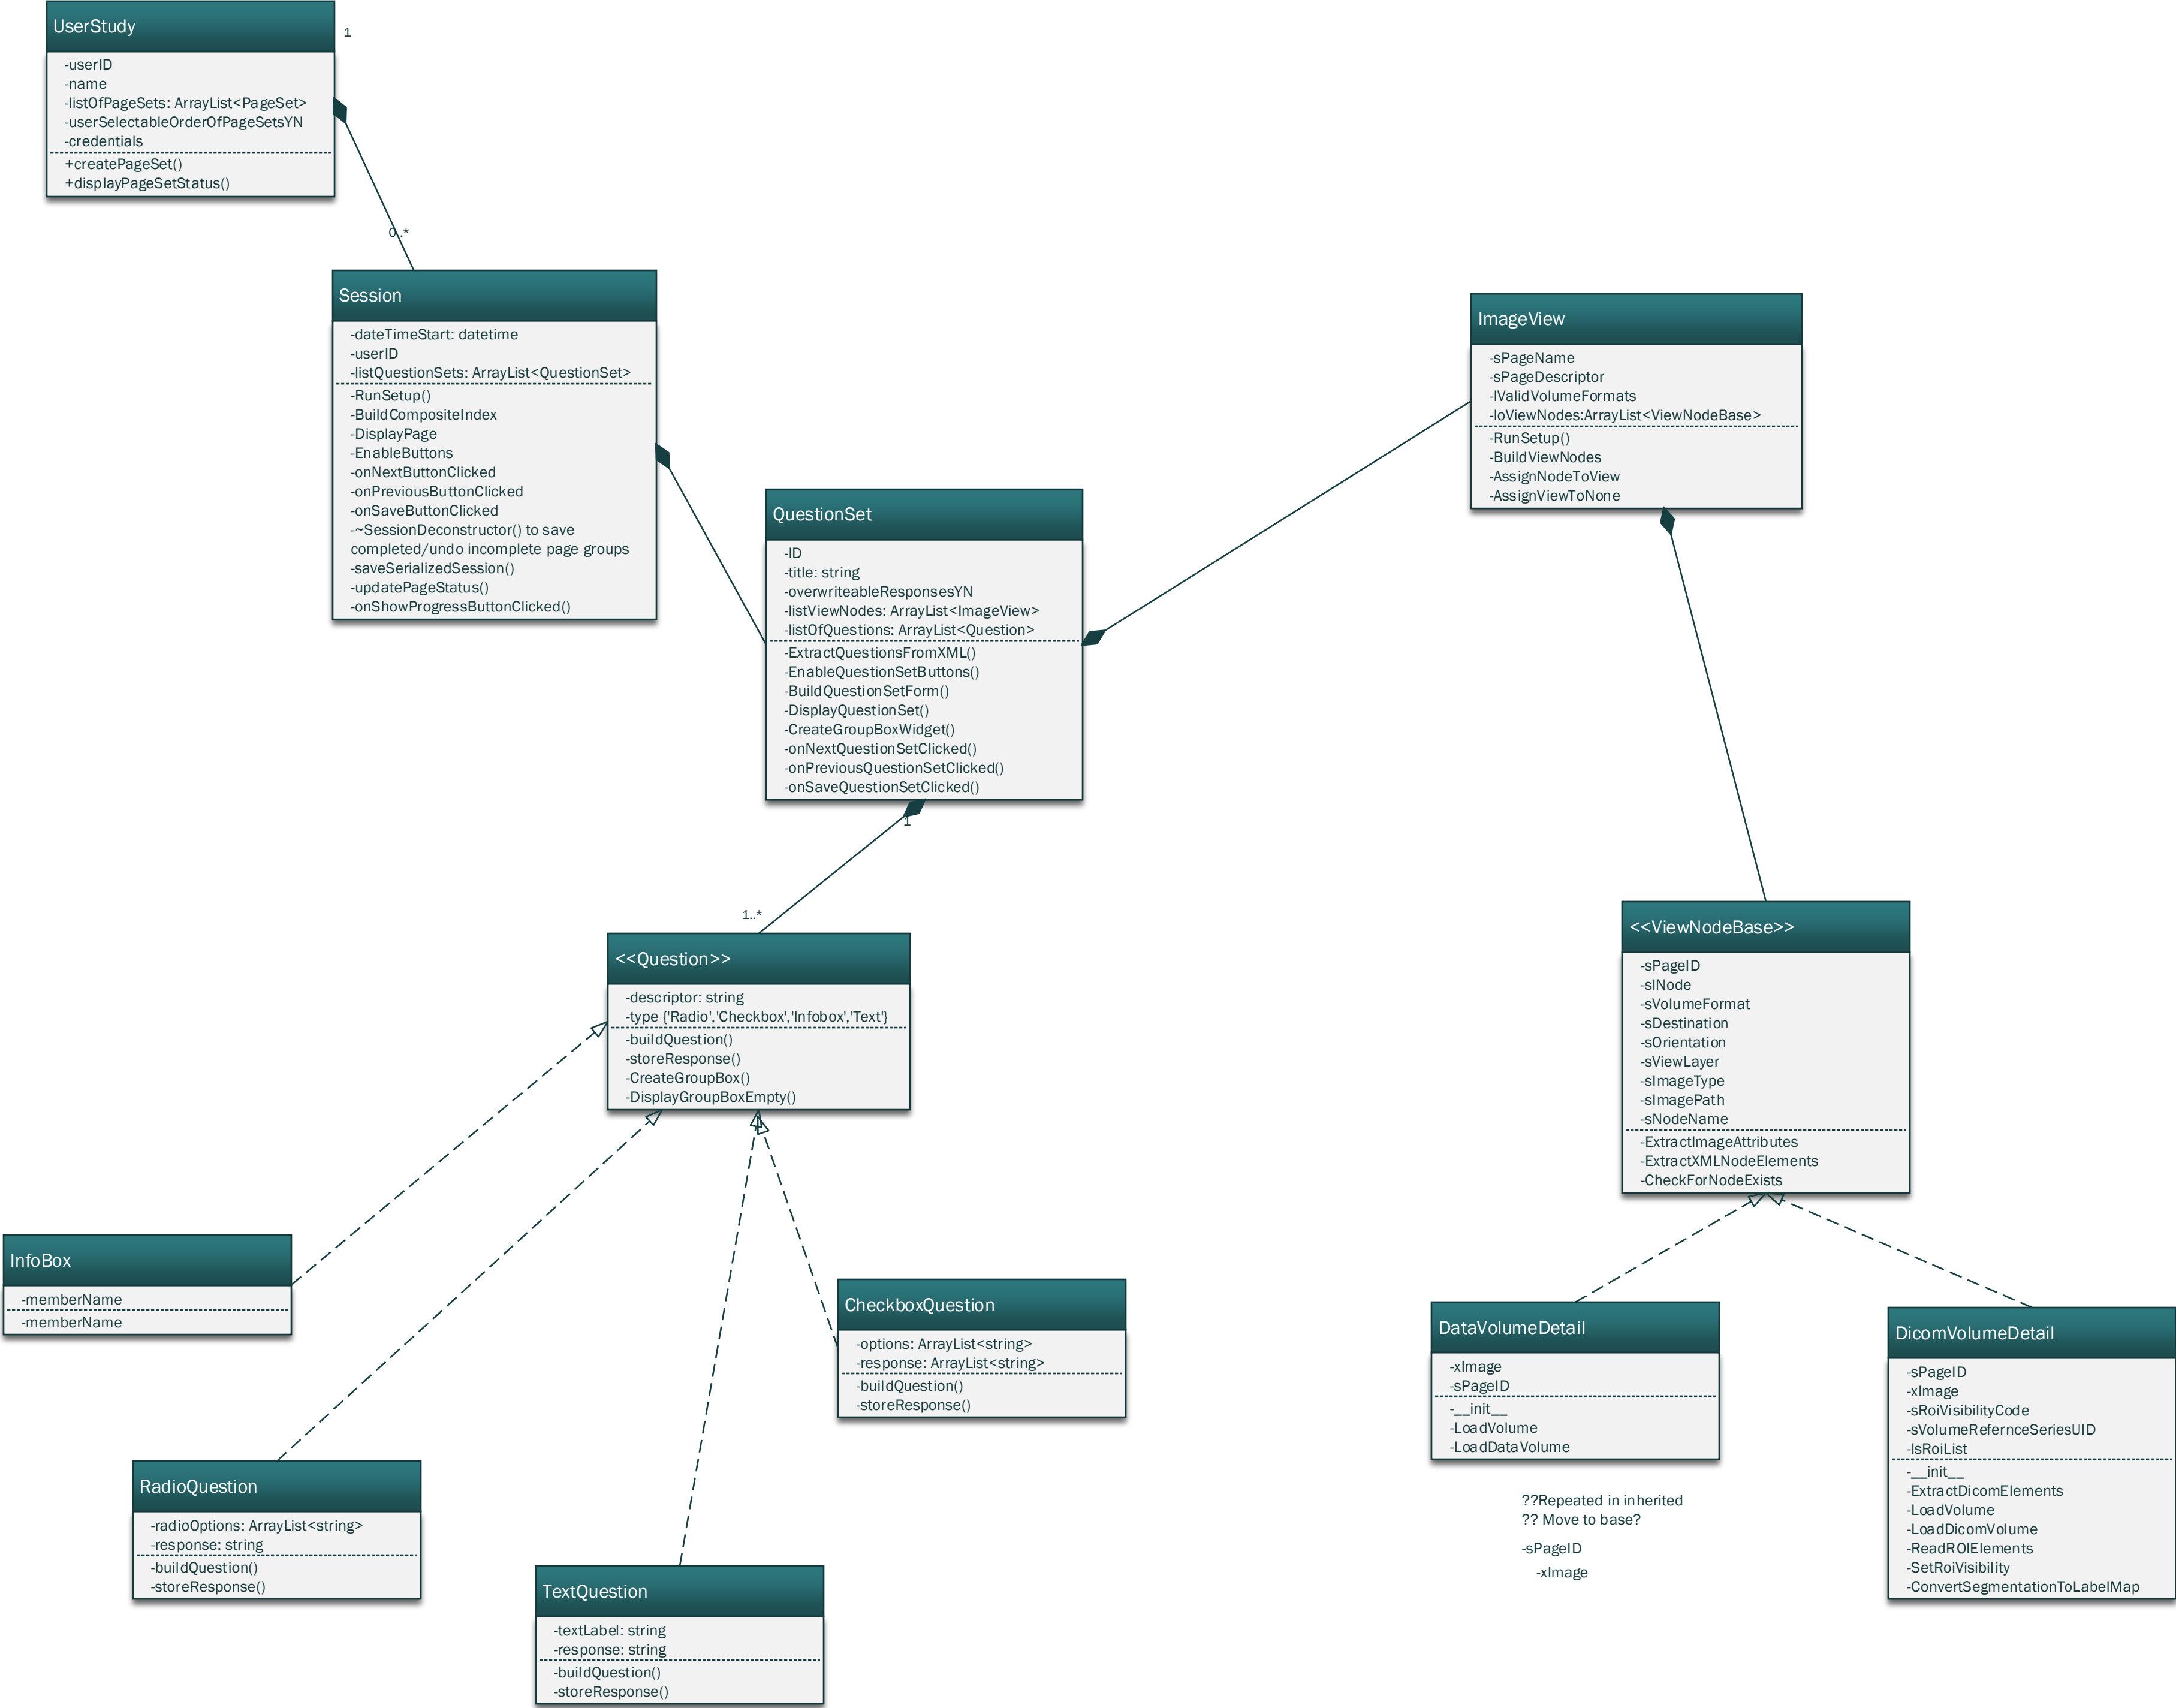 UserStudy
1
-userID
-name
-listOfPageSets: ArrayList<PageSet>
-userSelectableOrderOfPageSetsYN
-credentials
+createPageSet()
+displayPageSetStatus()
0..*
Session
-dateTimeStart: datetime
-userID
-listQuestionSets: ArrayList<QuestionSet>
-RunSetup()
-BuildCompositeIndex
-DisplayPage
-EnableButtons
-onNextButtonClicked
-onPreviousButtonClicked
-onSaveButtonClicked
-~SessionDeconstructor() to save
completed/undo incomplete page groups
-saveSerializedSession()
-updatePageStatus()
-onShowProgressButtonClicked()
ImageView
-sPageName
-sPageDescriptor
-lValidVolumeFormats
-loViewNodes:ArrayList<ViewNodeBase>
-RunSetup()
-BuildViewNodes
-AssignNodeToView
-AssignViewToNone
QuestionSet
-ID
-title: string
-overwriteableResponsesYN
-listViewNodes: ArrayList<ImageView>
-listOfQuestions: ArrayList<Question>
-ExtractQuestionsFromXML()
-EnableQuestionSetButtons()
-BuildQuestionSetForm()
-DisplayQuestionSet()
-CreateGroupBoxWidget()
-onNextQuestionSetClicked()
-onPreviousQuestionSetClicked()
-onSaveQuestionSetClicked()
1
1..*
<<Question>>
-descriptor: string
-type {'Radio','Checkbox','Infobox','Text'}
-buildQuestion()
-storeResponse()
-CreateGroupBox()
-DisplayGroupBoxEmpty()
<<ViewNodeBase>>
-sPageID
-slNode
-sVolumeFormat
-sDestination
-sOrientation
-sViewLayer
-sImageType
-sImagePath
-sNodeName
-ExtractImageAttributes
-ExtractXMLNodeElements
-CheckForNodeExists
InfoBox
-memberName
-memberName
CheckboxQuestion
-options: ArrayList<string>
-response: ArrayList<string>
-buildQuestion()
-storeResponse()
DataVolumeDetail
-xImage
-sPageID
-__init__
-LoadVolume
-LoadDataVolume
DicomVolumeDetail
-sPageID
-xImage
-sRoiVisibilityCode
-sVolumeRefernceSeriesUID
-lsRoiList
-__init__
-ExtractDicomElements
-LoadVolume
-LoadDicomVolume
-ReadROIElements
-SetRoiVisibility
-ConvertSegmentationToLabelMap
??Repeated in inherited
?? Move to base?
-sPageID
-xImage
RadioQuestion
-radioOptions: ArrayList<string>
-response: string
-buildQuestion()
-storeResponse()
TextQuestion
-textLabel: string
-response: string
-buildQuestion()
-storeResponse()